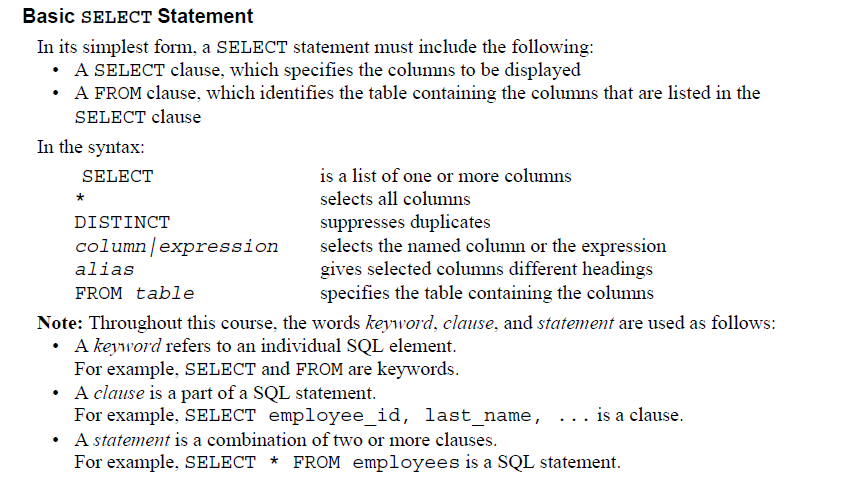 Basic SELECT Statement
In its simplest form, a SELECT statement must include the following:
• A SELECT clause, which specifies the columns to be displayed
• A FROM clause, which identifies the table containing the columns that are listed in the
SELECT clause
In the syntax:
SELECT is a list of one or more columns
* selects all columns
DISTINCT suppresses duplicates
column|expression selects the named column or the expression
alias gives selected columns different headings
FROM table specifies the table containing the columns
Note: Throughout this course, the words keyword, clause, and statement are used as follows:
• A keyword refers to an individual SQL element.
For example, SELECT and FROM are keywords.
• A clause is a part of a SQL statement.
For example, SELECT employee_id, last_name, ... is a clause.
• A statement is a combination of two or more clauses.
For example, SELECT * FROM employees is a SQL statement.